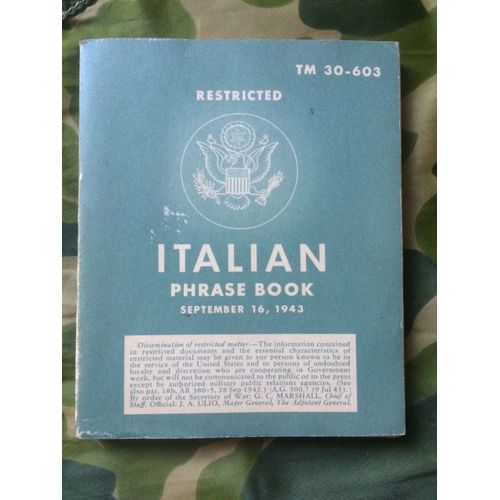 TM 30-603
RESTRICTED
ITALIAN
PHRASE BOOK
SEPTEMBER 16, 1943
Dissemination of restricted matter.—The information contained
in restricted documents and the essential characteristics of
restricted material may be given to any person known to be in
the service of the United States and to persons of undoubted
loyalty and discretion who are cooperating in Government
work, but will not be communicated to the public or to the press
except by authorized military public relations agencies. (See
also par. 18b, AR 380-5, 28 Sep 1942.) (A.G. 300.7 (9 Jul 43).)
By order of the Secretary of War: G. C. MARSHALL, Chief of
Staff. Official: J. A. ULIO, Major General, The Adjutant General.